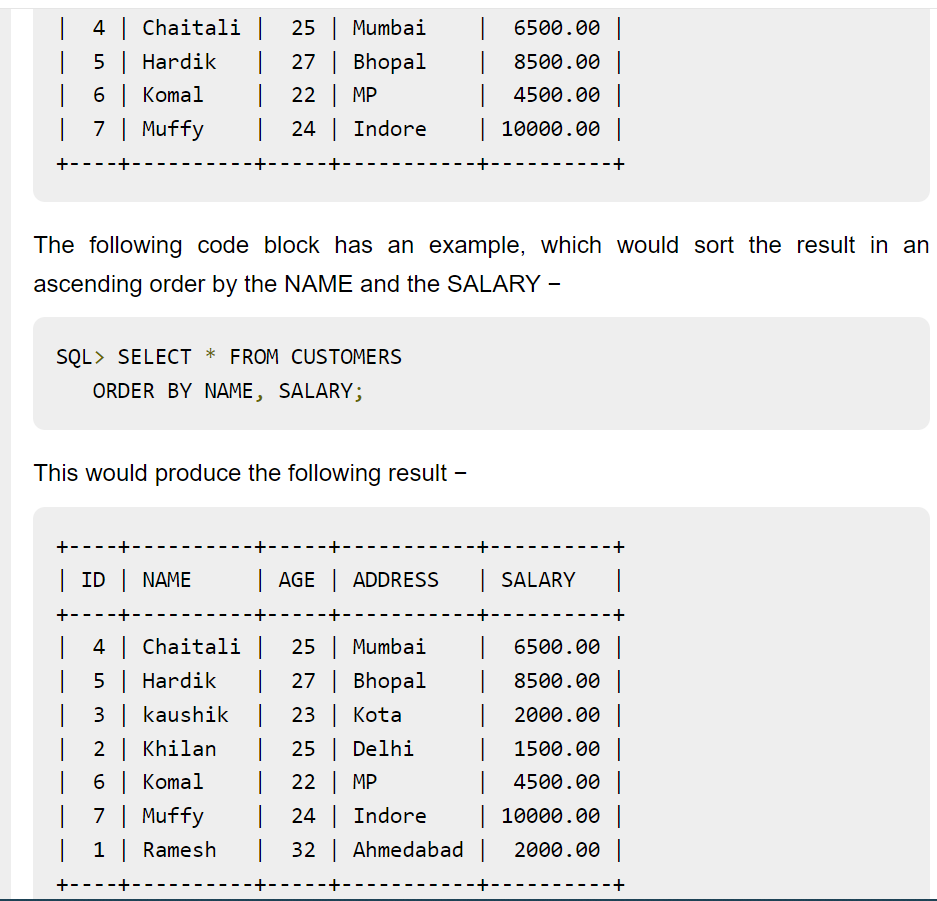 |  4 | Chaitali |  25 | Mumbai    |  6500.00 |
|  5 | Hardik   |  27 | Bhopal    |  8500.00 |
|  6 | Komal    |  22 | MP        |  4500.00 |
|  7 | Muffy    |  24 | Indore    | 10000.00 |
+----+----------+-----+-----------+----------+
The following code block has an example, which would sort the result in an
ascending order by the NAME and the SALARY −
SQL> SELECT * FROM CUSTOMERS
   ORDER BY NAME, SALARY;
This would produce the following result −
+----+----------+-----+-----------+----------+
| ID | NAME     | AGE | ADDRESS   | SALARY   |
+----+----------+-----+-----------+----------+
|  4 | Chaitali |  25 | Mumbai    |  6500.00 |
|  5 | Hardik   |  27 | Bhopal    |  8500.00 |
|  3 | kaushik  |  23 | Kota      |  2000.00 |
|  2 | Khilan   |  25 | Delhi     |  1500.00 |
|  6 | Komal    |  22 | MP        |  4500.00 |
|  7 | Muffy    |  24 | Indore    | 10000.00 |
|  1 | Ramesh   |  32 | Ahmedabad |  2000.00 |
+----+----------+-----+-----------+----------+